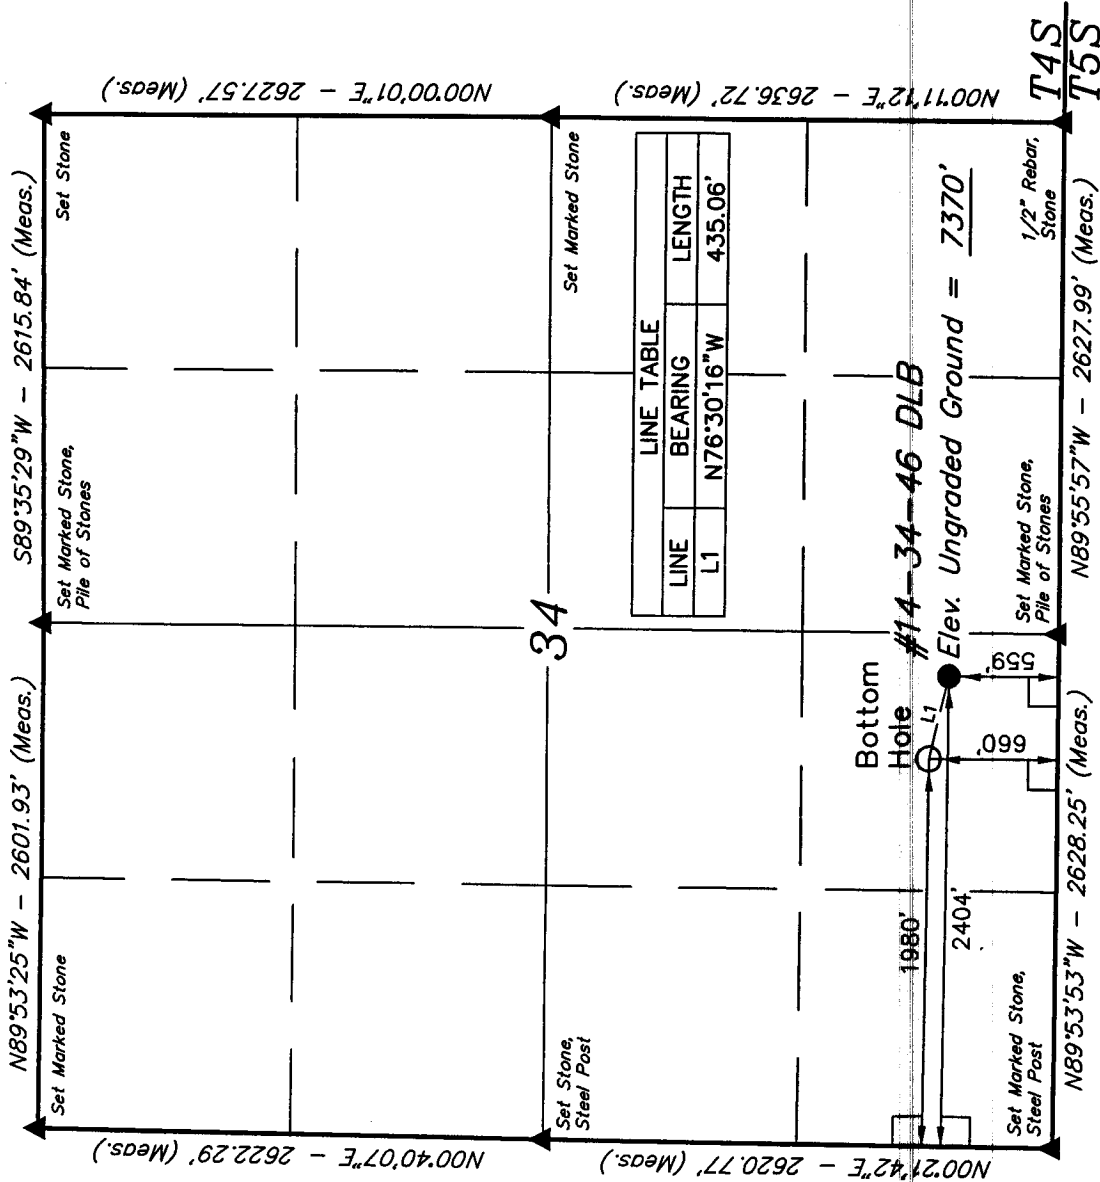 N89°53'25"W - 2601.93' (Meas.)
S89°35'29"W - 2615.84' (Meas.)
Set Marked Stone
Set Marked Stone,
Pile of Stones
Set Stone
N00°40'07"E - 2622.29' (Meas.)
N00°00'01"E - 2627.57' (Meas.)
34
Set Stone,
Steel Post
Set Marked Stone
LINE TABLE
LINE BEARING LENGTH
L1 N76°30'16"W 435.06'
N00°21'42"E - 2620.77' (Meas.)
N00°11'12"E - 2636.72' (Meas.)
Bottom
Hole
L1
#14-34-46 DLB
Elev. Ungraded Ground = 7370'
1980'
2404'
660'
559'
Set Marked Stone,
Steel Post
Set Marked Stone,
Pile of Stones
1/2" Rebar,
Stone
T4S
T5S
N89°53'53"W - 2628.25' (Meas.)
N89°55'57"W - 2627.99' (Meas.)